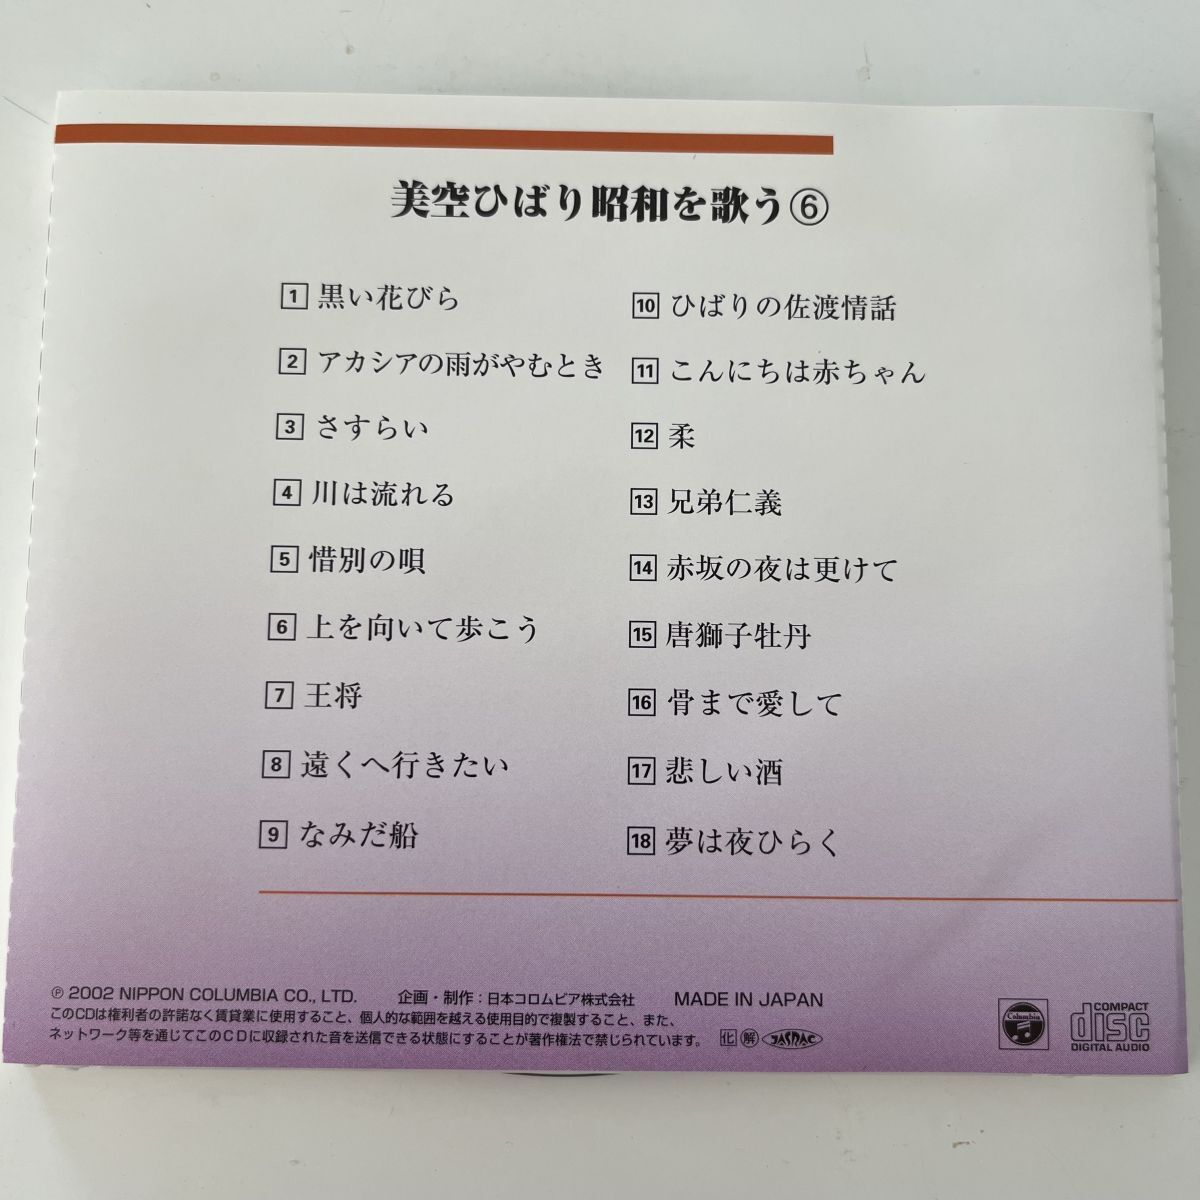 美空ひばり昭和を歌う⑥
1 黒い花びら
2 アカシアの雨がやむとき
3 さすらい
4 川は流れる
5 惜別の唄
6 上を向いて歩こう
7 王将
8 遠くへ行きたい
9 なみだ船
10 ひばりの佐渡情話
11 こんにちは赤ちゃん
12 柔
13 兄弟仁義
14 赤坂の夜は更けて
15 唐獅子牡丹
16 骨まで愛して
17 悲しい酒
18 夢は夜ひらく
℗ 2002 NIPPON COLUMBIA CO., LTD. 企画・制作：日本コロムビア株式会社 MADE IN JAPAN
このCDは権利者の許諾なく賃貸業に使用すること、個人的な範囲を越える使用目的で複製すること、また、
ネットワーク等を通じてこのCDに収録された音を送信できる状態にすることが著作権法で禁じられています。 化 解 JASRAC
Columbia
COMPACT
disc
DIGITAL AUDIO